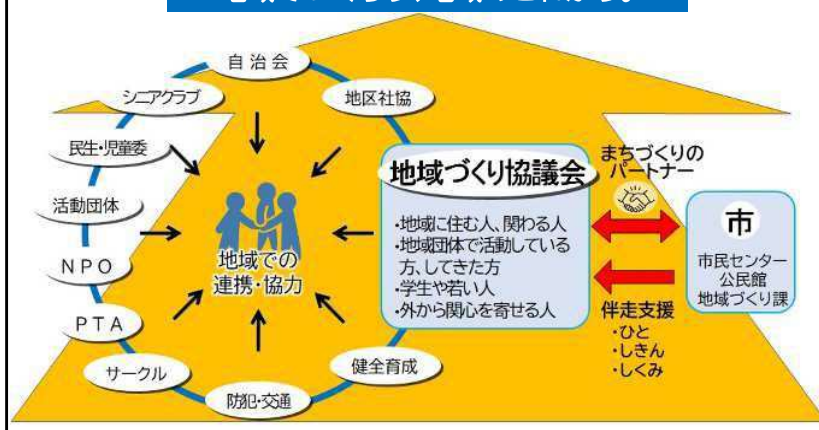 自治会
シニアクラブ
地区社協
民生・児童委
活動団体
NPO
PTA
サークル
防犯・交通
健全育成
地域での
連携・協力
地域づくり協議会
・地域に住む人、関わる人
・地域団体で活動している
方、してきた方
・学生や若い人
・外から関心を寄せる人
まちづくりの
パートナー
伴走支援
・ひと
・しきん
・しくみ
市
市民センター
公民館
地域づくり課